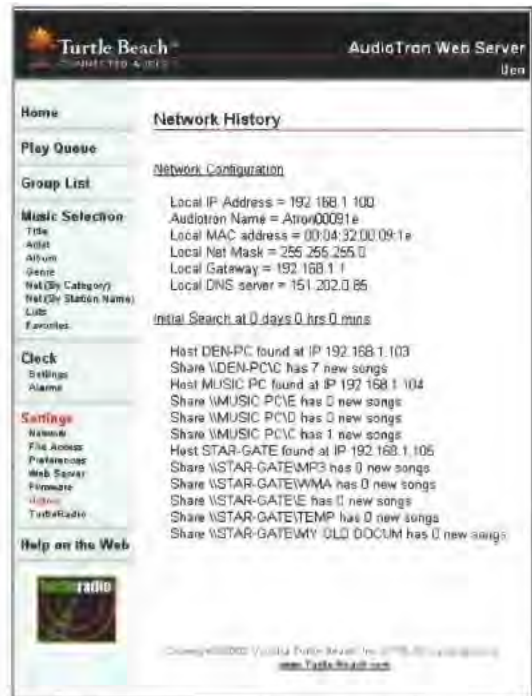 Turtle Beach
AudioTron Web Server
Den
Home
Play Queue
Group List
Music Selection
Title
Artist
Album
Genre
Net (By Category)
Net (By Station Name)
Lists
Favorites
Clock
Settings
Alarms
Settings
Network
File Access
Preferences
Web Server
Firmware
History
TurtleRadio
Help on the Web
radio
Network History
Network Configuration
Local IP Address = 192.168.1.100
Audiotron Name = Atron00091e
Local MAC address = 00:04:32:00:09:1e
Local Net Mask = 255.255.255.0
Local Gateway = 192.168.1.1
Local DNS server = 151.202.0.85
Initial Search at 0 days 0 hrs 0 mins
Host DEN-PC found at IP 192.168.1.103
Share \\DEN-PC\C has 7 new songs
Host MUSIC PC found at IP 192.168.1.104
Share \\MUSIC PC\E has 0 new songs
Share \\MUSIC PC\D has 0 new songs
Share \\MUSIC PC\C has 1 new songs
Host STAR-GATE found at IP 192.168.1.105
Share \\STAR-GATE\MP3 has 0 new songs
Share \\STAR-GATE\WMA has 0 new songs
Share \\STAR-GATE\E has 0 new songs
Share \\STAR-GATE\TEMP has 0 new songs
Share \\STAR-GATE\MY OLD DOCUM has 0 new songs
www.TurtleBeach.com